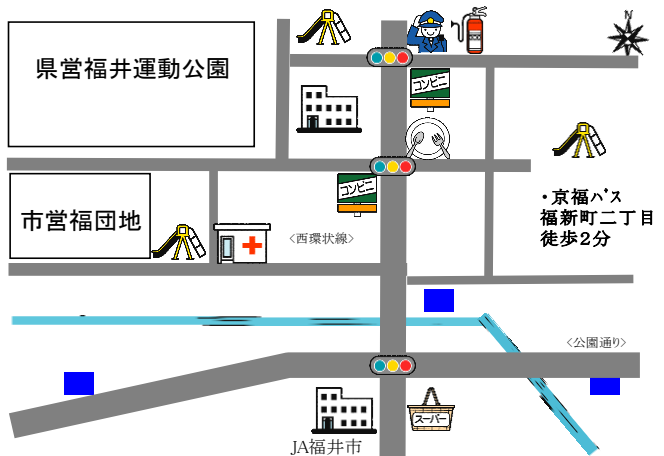 N
県営福井運動公園
コンビニ
コンビニ
市営福団地
・京福バス
福新町二丁目
徒歩2分
<西環状線>
<公園通り>
スーパー
JA福井市